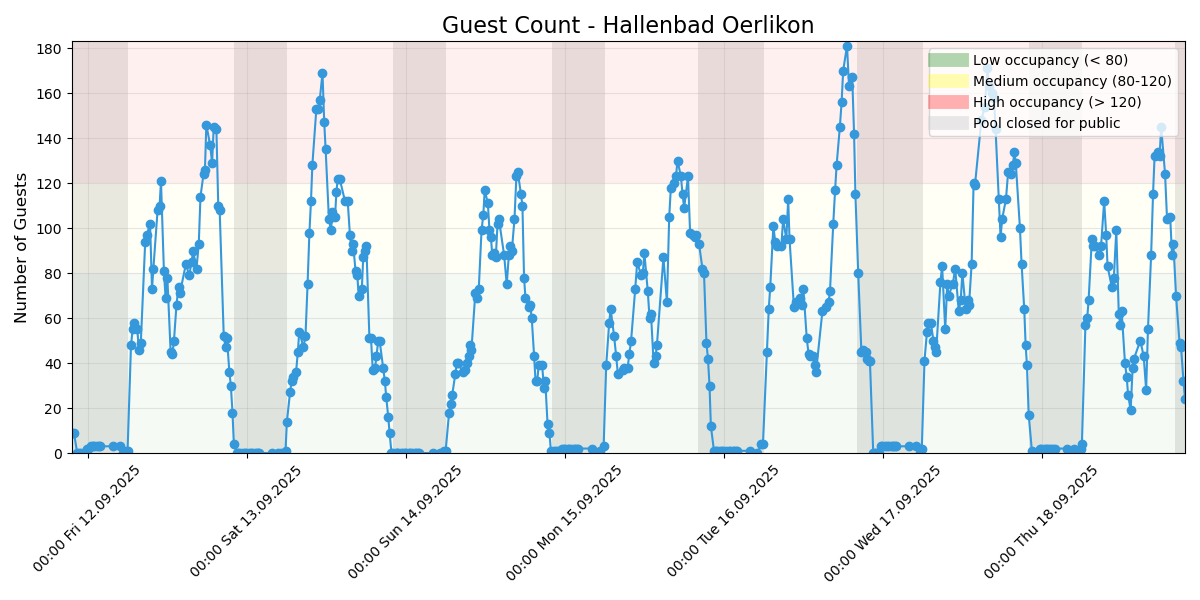 Guest Count - Hallenbad Oerlikon
Number of Guests
180
160
140
120
100
80
60
40
20
0
Low occupancy (< 80)
Medium occupancy (80-120)
High occupancy (> 120)
Pool closed for public
00:00 Fri 12.09.2025
00:00 Sat 13.09.2025
00:00 Sun 14.09.2025
00:00 Mon 15.09.2025
00:00 Tue 16.09.2025
00:00 Wed 17.09.2025
00:00 Thu 18.09.2025